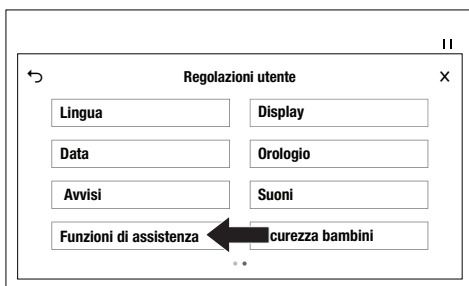 Regolazioni utente X
Lingua Display
Data Orologio
Avvisi Suoni
Funzioni di assistenza curezza bambini